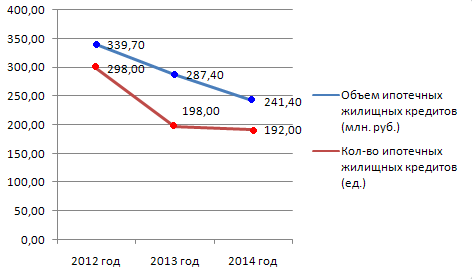 400,00
350,00
300,00
250,00
200,00
150,00
100,00
50,00
0,00
339,70
298,00
287,40
198,00
241,40
192,00
2012 год 2013 год 2014 год
Объем ипотечных
жилищных кредитов
(млн. руб.)
Кол-во ипотечных
жилищных кредитов
(ед.)